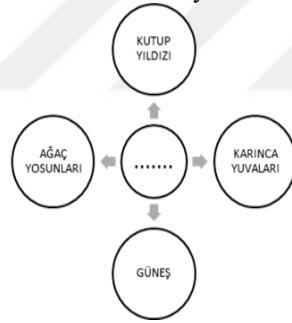 KUTUP
YILDIZI
AĞAÇ
YOSUNLARI
.......
KARINCA
YUVALARI
GÜNEŞ